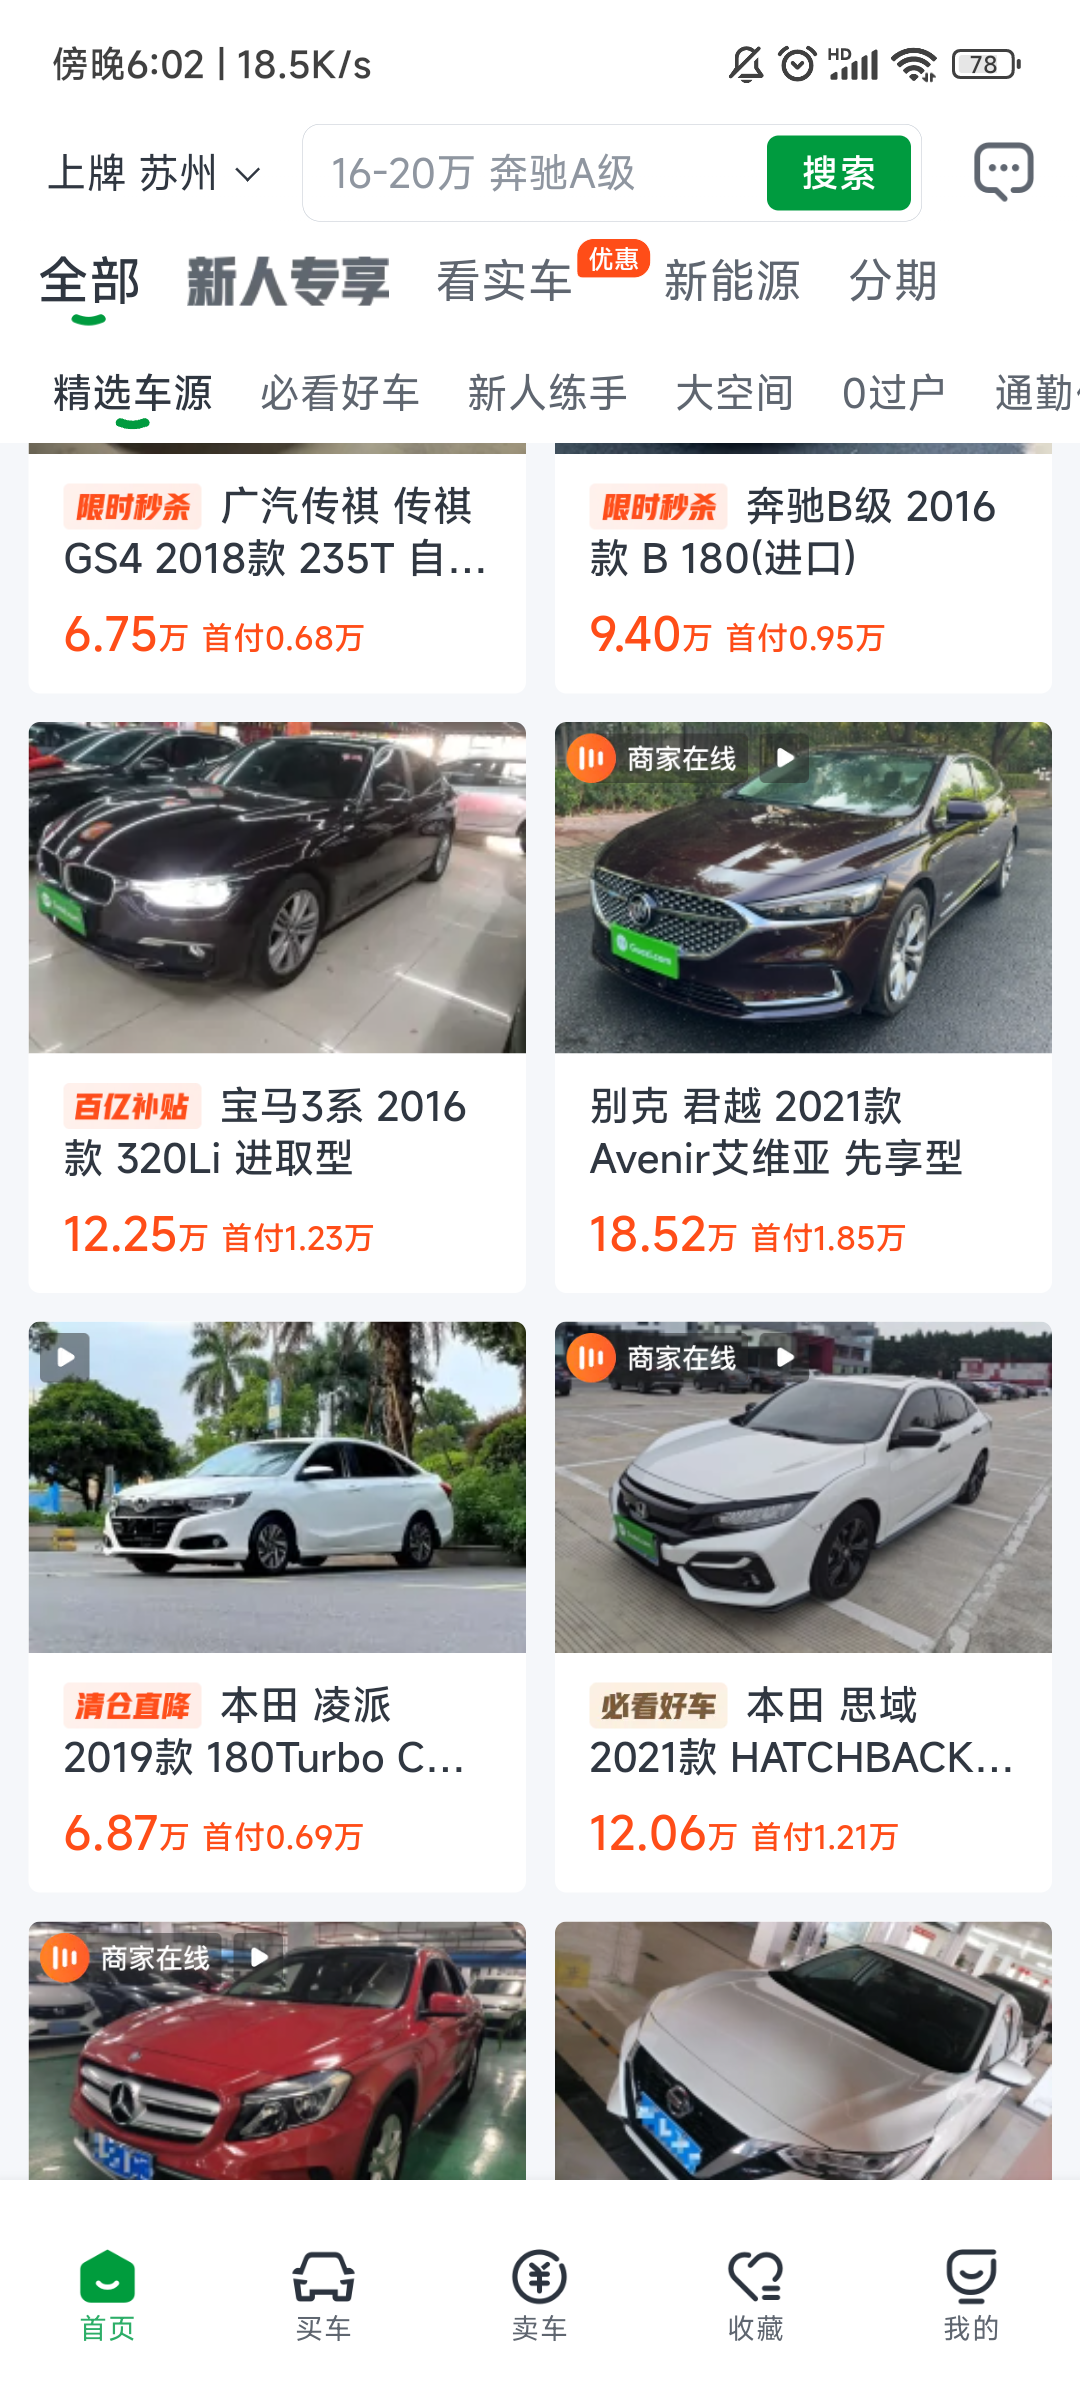 傍晚6:02 | 18.5K/s
HD
78
上牌 苏州
16-20万 奔驰A级
搜索
全部
新人专享
看实车
优惠
新能源
分期
精选车源
必看好车
新人练手
大空间
0过户
通勤
限时秒杀 广汽传祺 传祺
GS4 2018款 235T 自...
6.75万 首付0.68万
限时秒杀 奔驰B级 2016
款 B 180(进口)
9.40万 首付0.95万
商家在线
Guazi.com
百亿补贴 宝马3系 2016
款 320Li 进取型
12.25万 首付1.23万
别克 君越 2021款
Avenir艾维亚 先享型
18.52万 首付1.85万
商家在线
清仓直降 本田 凌派
2019款 180Turbo C...
6.87万 首付0.69万
必看好车 本田 思域
2021款 HATCHBACK...
12.06万 首付1.21万
商家在线
首页
买车
卖车
收藏
我的